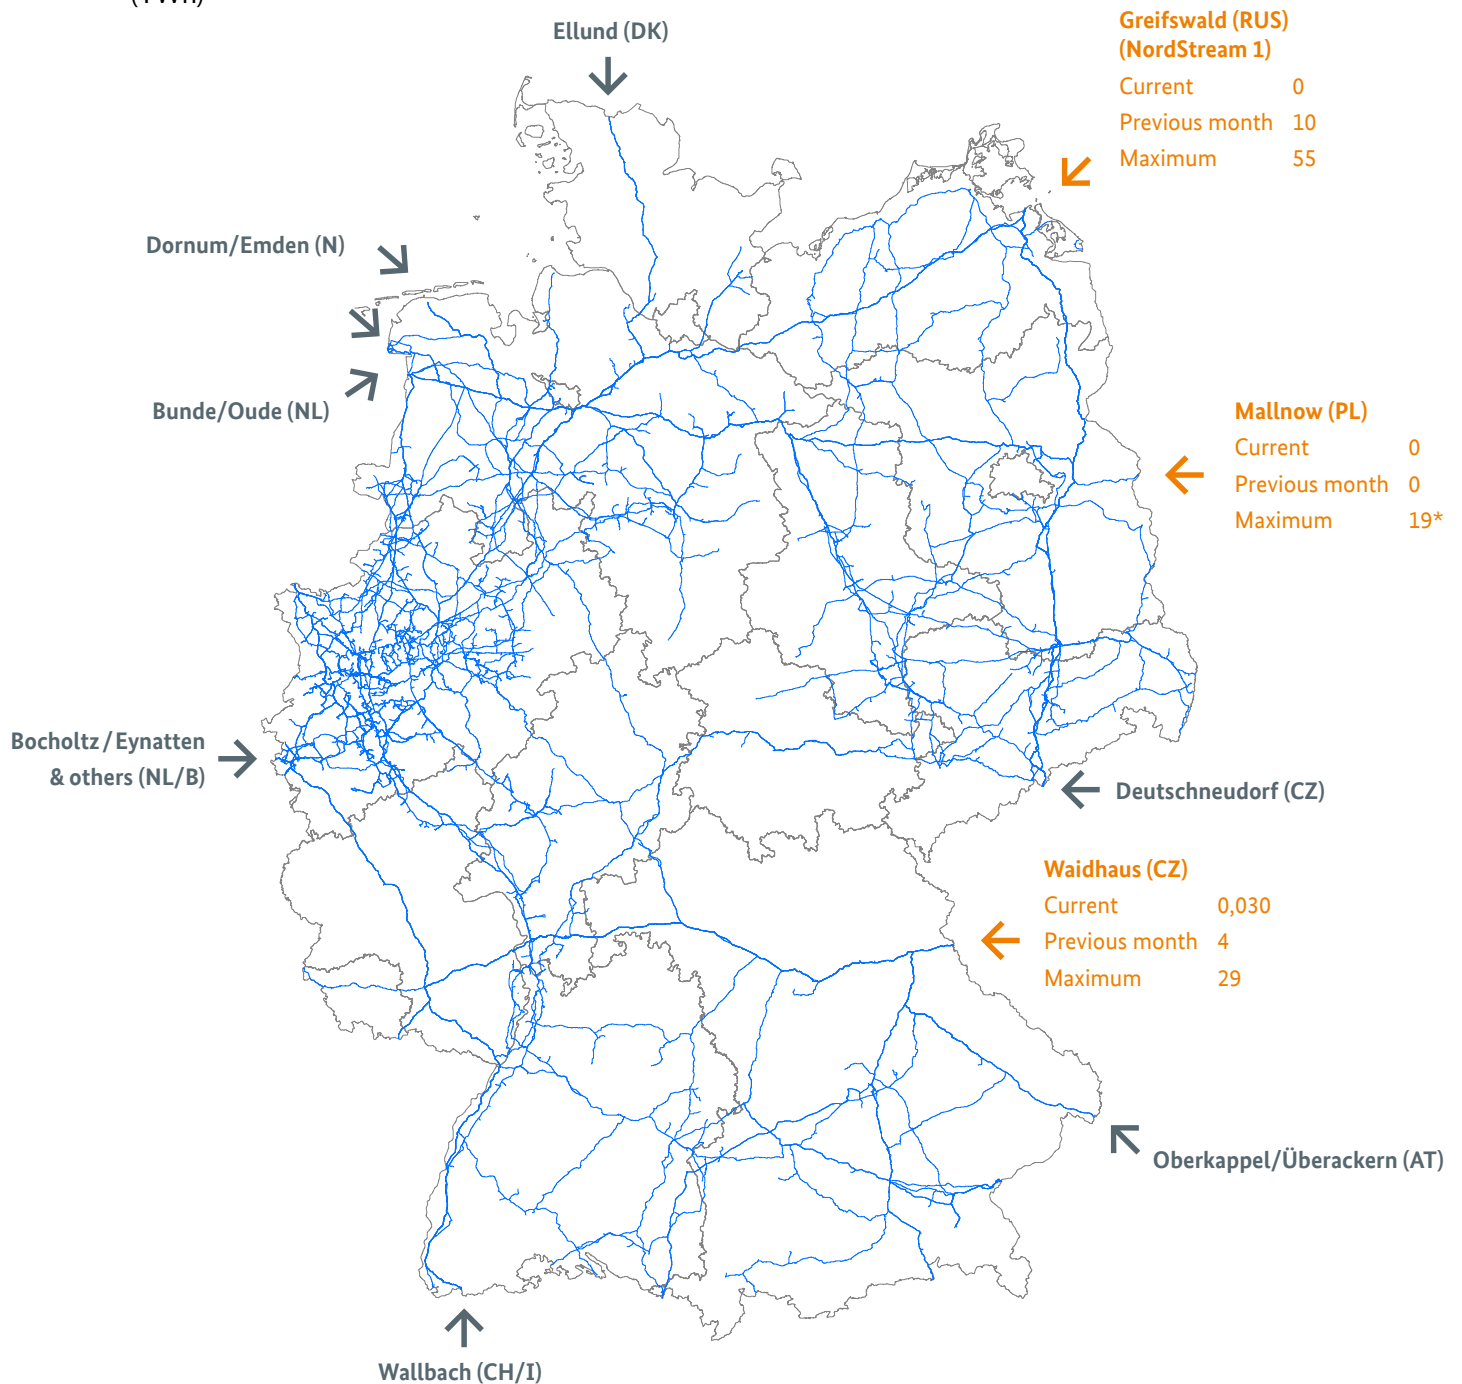 (TWh)
Ellund (DK)
Greifswald (RUS)
(NordStream 1)
Current 0
Previous month 10
Maximum 55
Dornum/Emden (N)
Bunde/Oude (NL)
Mallnow (PL)
Current 0
Previous month 0
Maximum 19*
Bocholtz / Eynatten
& others (NL/B)
Deutschneudorf (CZ)
Waidhaus (CZ)
Current 0,030
Previous month 4
Maximum 29
Oberkappel/Überackern (AT)
Wallbach (CH/I)